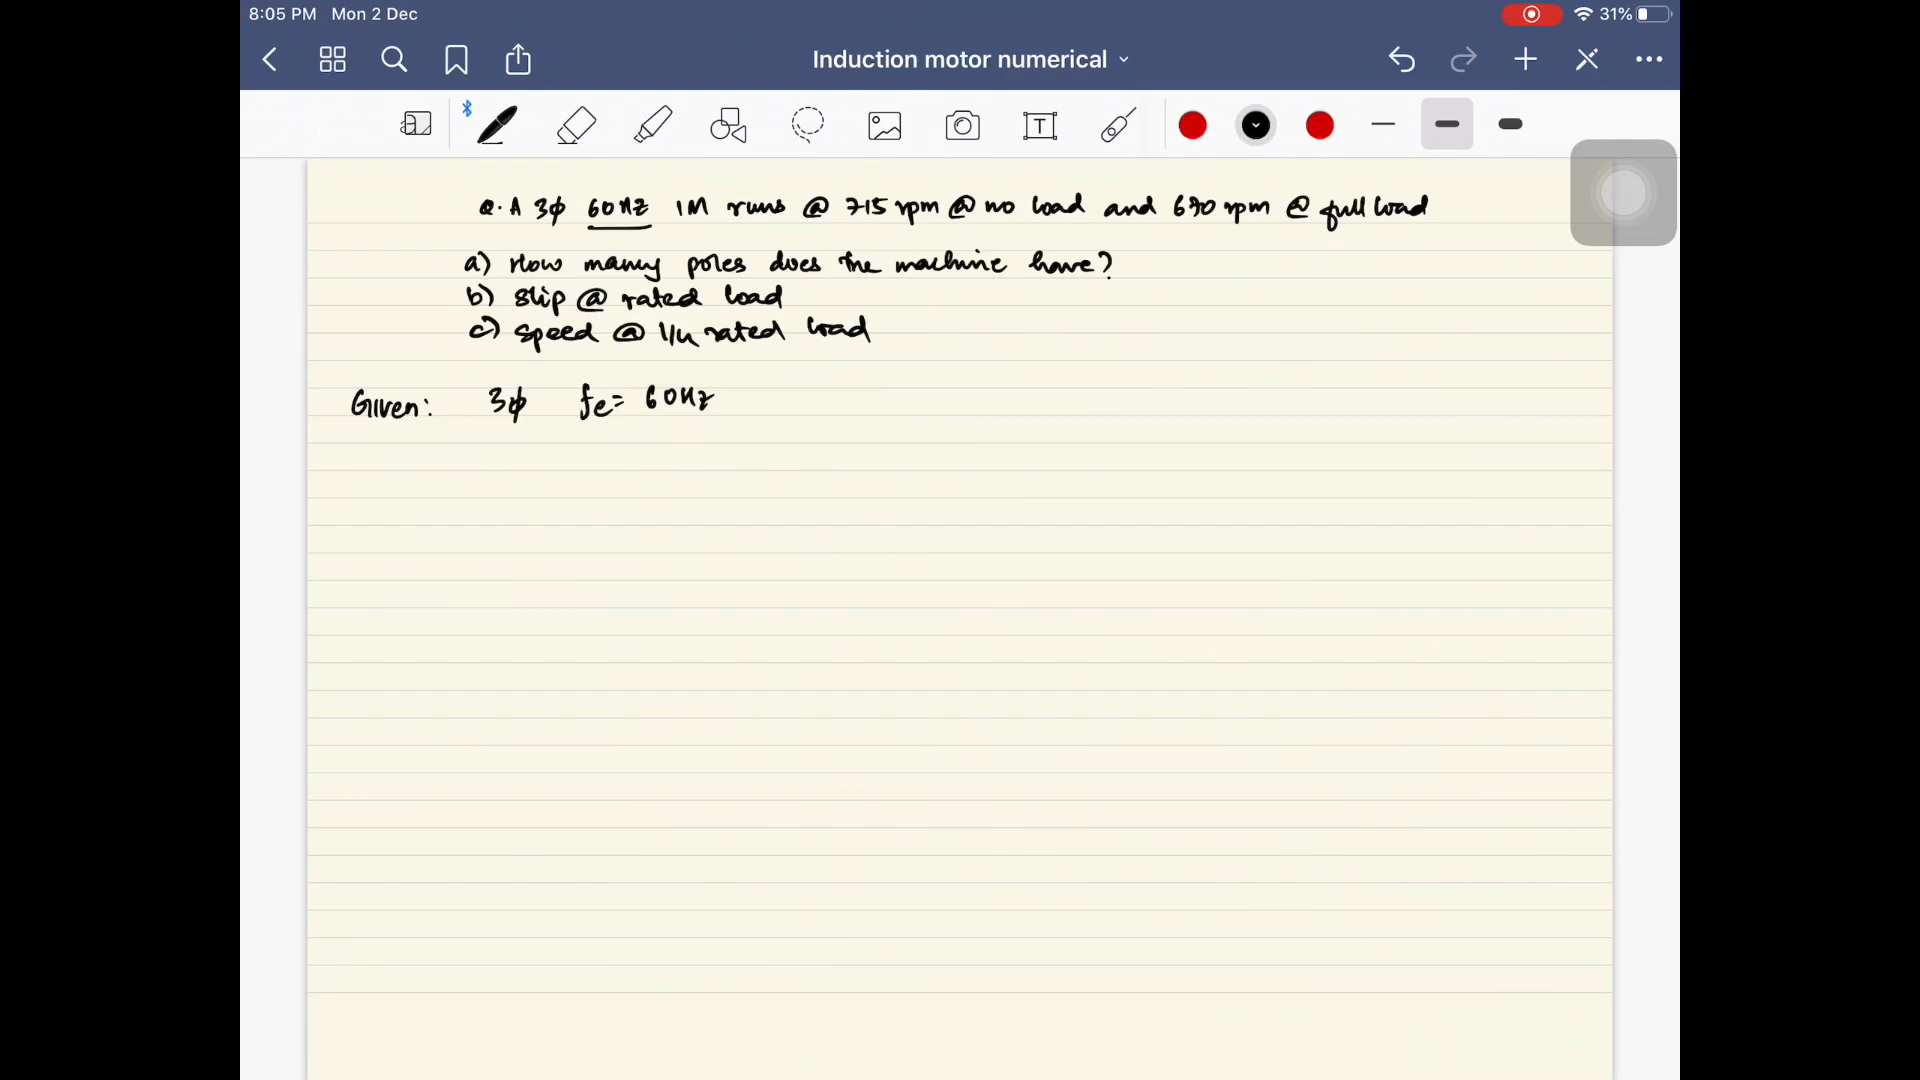 8:05 PM Mon 2 Dec
31%
Induction motor numerical
Q. A 3φ 60Hz IM runs @ 715 rpm @ no load and 670 rpm @ full load
a) How many poles does the machine have?
b) slip @ rated load
c) speed @ 1/4 rated load
Given: 3φ fe= 60Hz